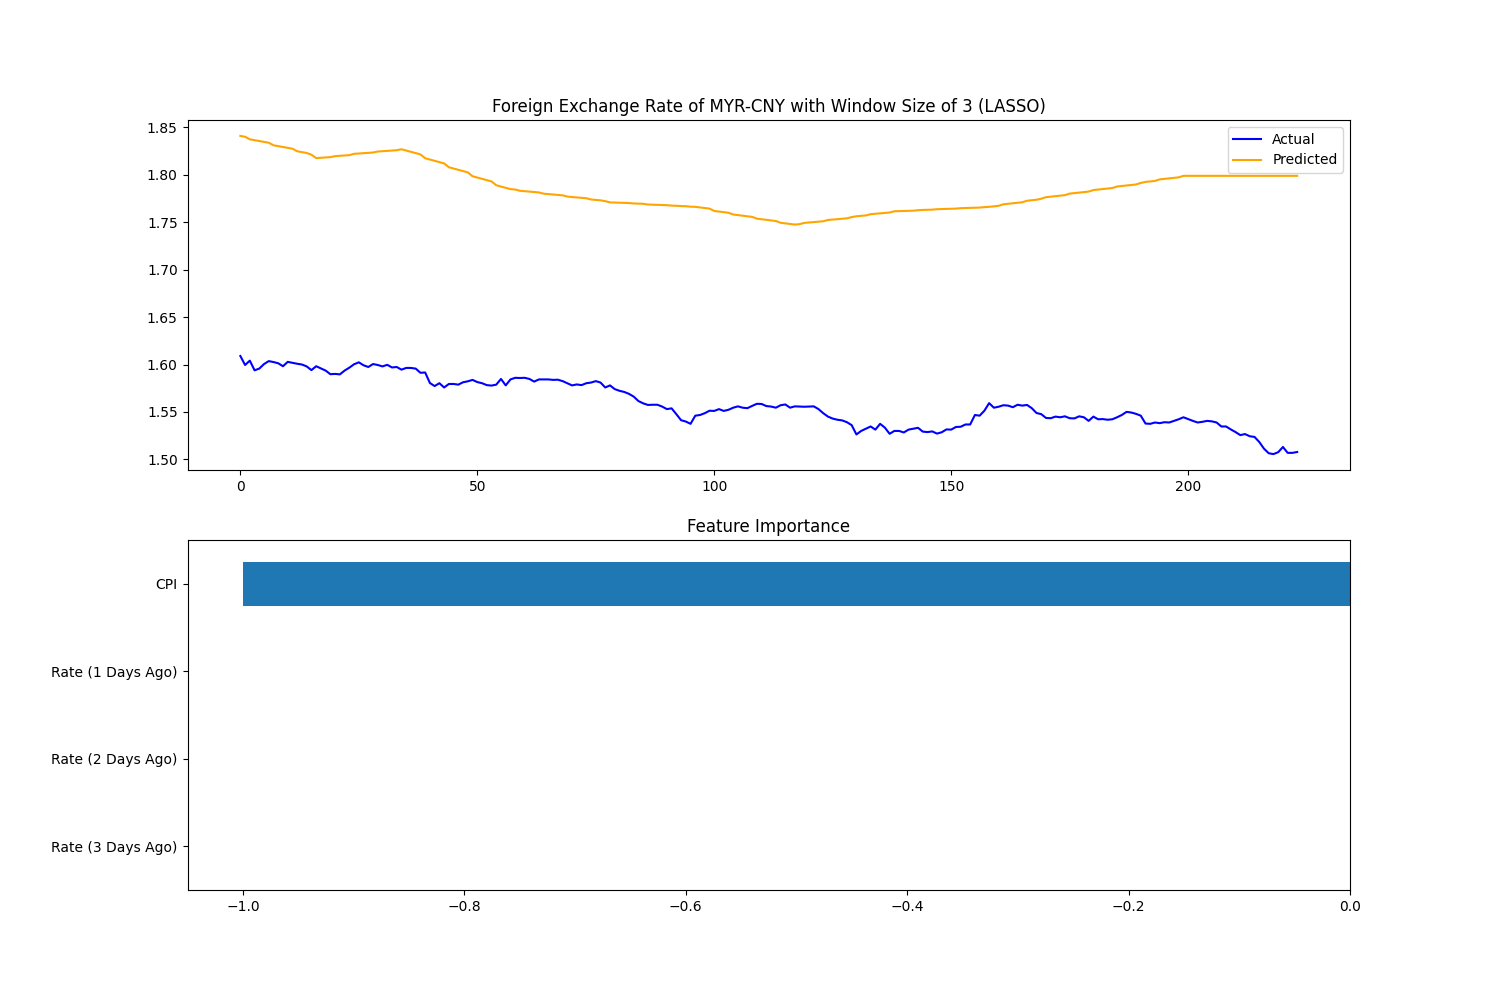 Foreign Exchange Rate of MYR-CNY with Window Size of 3 (LASSO)
1.85
1.80
1.75
1.70
1.65
1.60
1.55
1.50
Actual
Predicted
0 50 100 150 200
Feature Importance
CPI
Rate (1 Days Ago)
Rate (2 Days Ago)
Rate (3 Days Ago)
−1.0 −0.8 −0.6 −0.4 −0.2 0.0